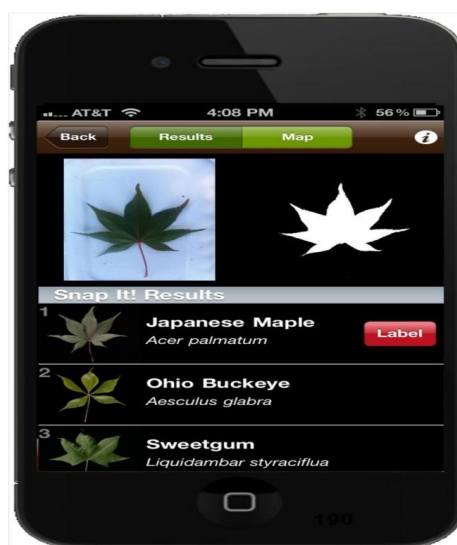 AT&T 4:08 PM 56%
Back Results Map i
Snap It! Results
1
Japanese Maple
Acer palmatum
Label
2
Ohio Buckeye
Aesculus glabra
3
Sweetgum
Liquidambar styraciflua
190